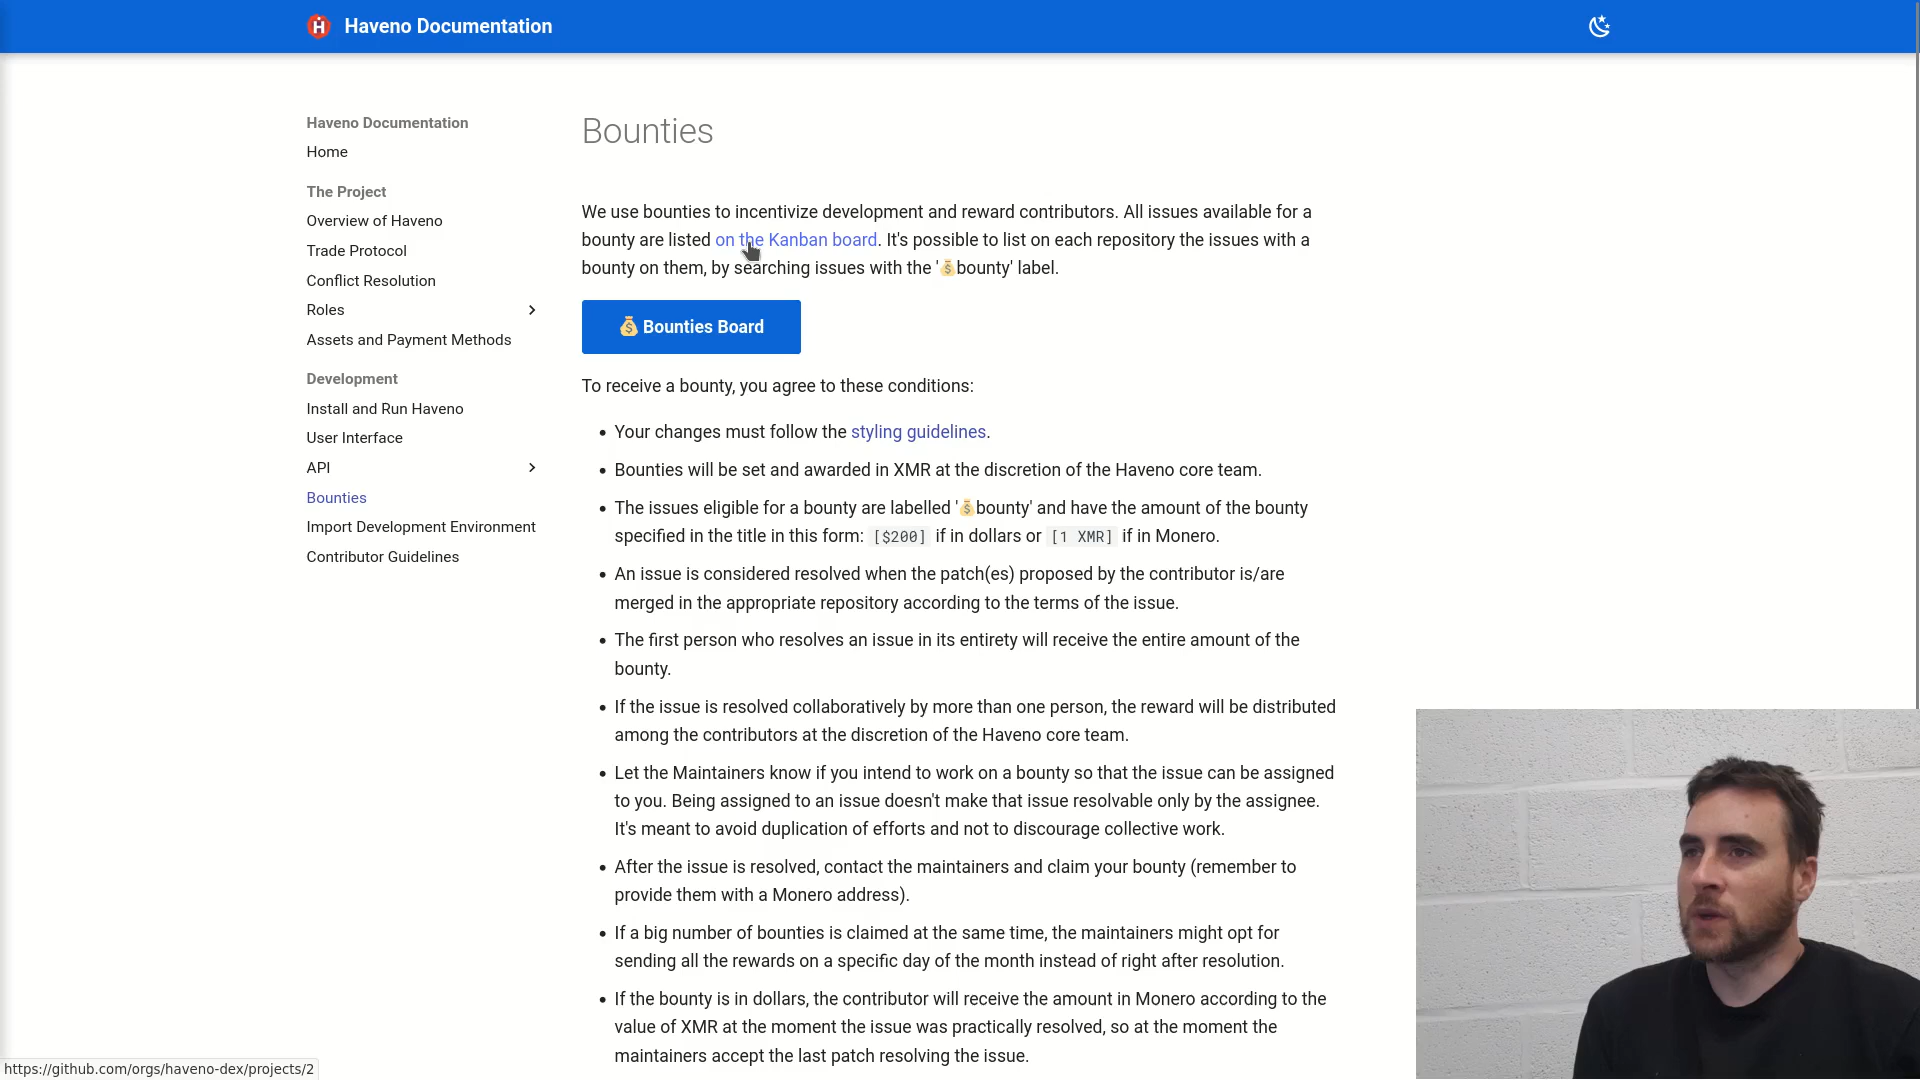 Haveno Documentation
Haveno Documentation
Home
The Project
Overview of Haveno
Trade Protocol
Conflict Resolution
Roles
Assets and Payment Methods
Development
Install and Run Haveno
User Interface
API
Bounties
Import Development Environment
Contributor Guidelines
Bounties
We use bounties to incentivize development and reward contributors. All issues available for a
bounty are listed on the Kanban board. It's possible to list on each repository the issues with a
bounty on them, by searching issues with the '💰bounty' label.
💰 Bounties Board
To receive a bounty, you agree to these conditions:
• Your changes must follow the styling guidelines.
• Bounties will be set and awarded in XMR at the discretion of the Haveno core team.
• The issues eligible for a bounty are labelled '💰bounty' and have the amount of the bounty
specified in the title in this form: [$200] if in dollars or [1 XMR] if in Monero.
• An issue is considered resolved when the patch(es) proposed by the contributor is/are
merged in the appropriate repository according to the terms of the issue.
• The first person who resolves an issue in its entirety will receive the entire amount of the
bounty.
• If the issue is resolved collaboratively by more than one person, the reward will be distributed
among the contributors at the discretion of the Haveno core team.
• Let the Maintainers know if you intend to work on a bounty so that the issue can be assigned
to you. Being assigned to an issue doesn't make that issue resolvable only by the assignee.
It's meant to avoid duplication of efforts and not to discourage collective work.
• After the issue is resolved, contact the maintainers and claim your bounty (remember to
provide them with a Monero address).
• If a big number of bounties is claimed at the same time, the maintainers might opt for
sending all the rewards on a specific day of the month instead of right after resolution.
• If the bounty is in dollars, the contributor will receive the amount in Monero according to the
value of XMR at the moment the issue was practically resolved, so at the moment the
maintainers accept the last patch resolving the issue.
https://github.com/orgs/haveno-dex/projects/2